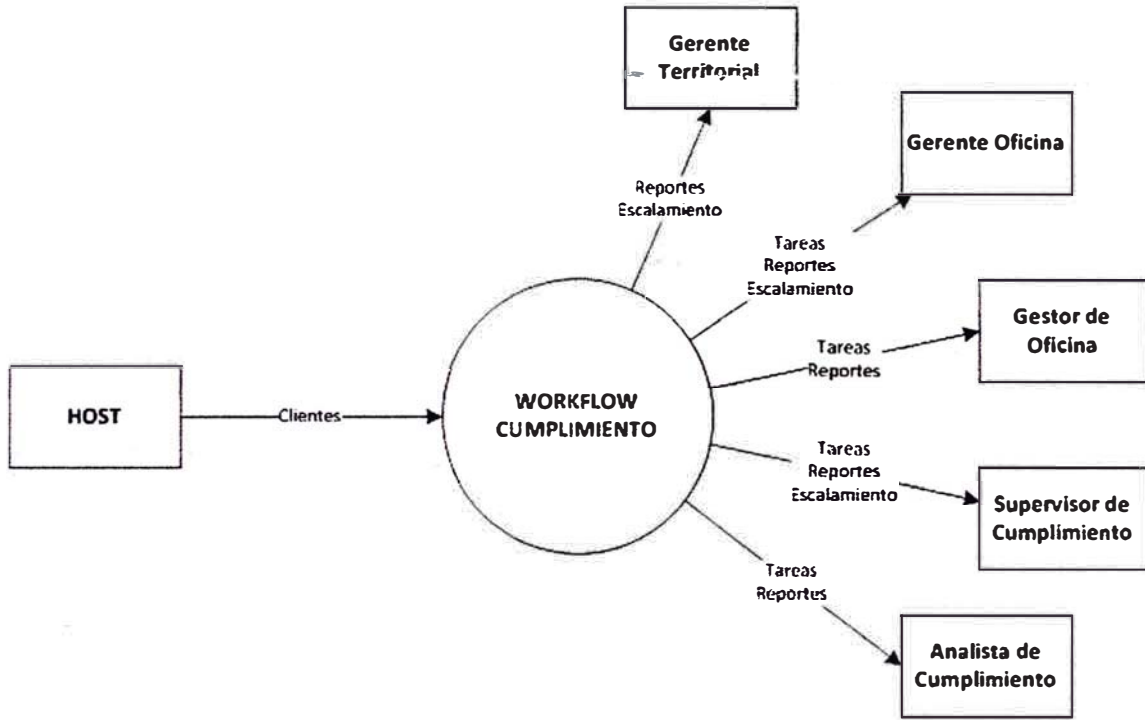 Gerente
Territorial
Gerente Oficina
Reportes
Escalamiento
Tareas
Reportes
Escalamiento
Gestor de
Oficina
Tareas
Reportes
HOST
Clientes
WORKFLOW
CUMPLIMIENTO
Tareas
Reportes
Escalamiento
Supervisor de
Cumplimiento
Tareas
Reportes
Analista de
Cumplimiento